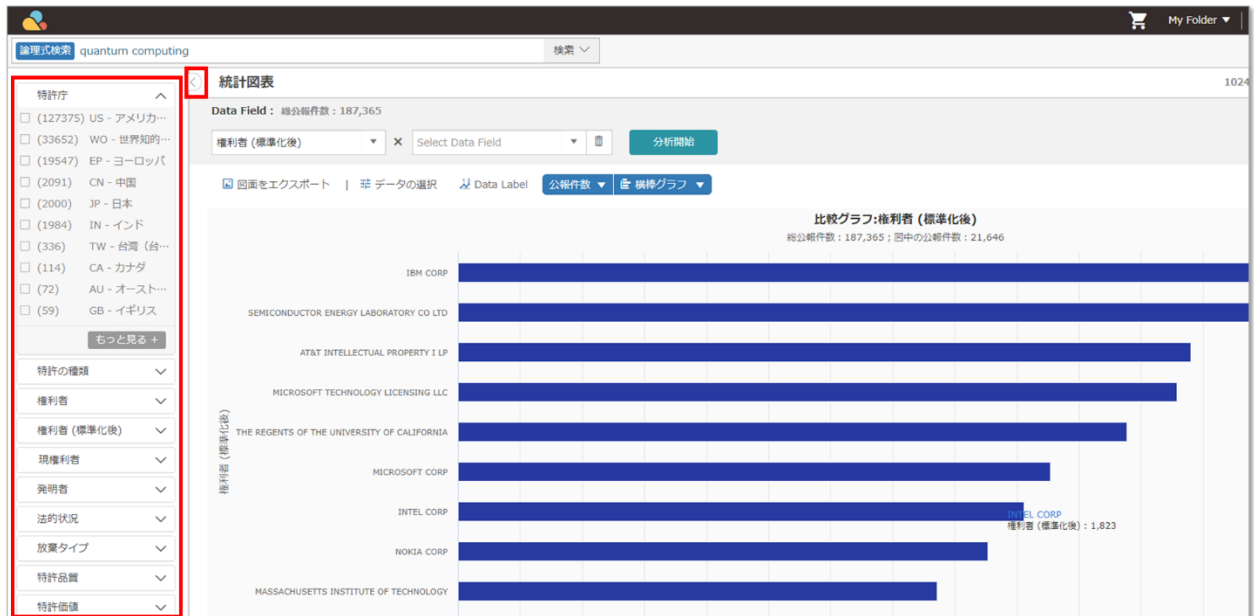 My Folder ▼
論理式検索 quantum computing 検索
特許庁
(127375) US - アメリカ…
(33652) WO - 世界知的…
(19547) EP - ヨーロッパ
(2091) CN - 中国
(2000) JP - 日本
(1984) IN - インド
(336) TW - 台湾（台…
(114) CA - カナダ
(72) AU - オースト…
(59) GB - イギリス
もっと見る +
特許の種類
権利者
権利者 (標準化後)
現権利者
発明者
法的状況
放棄タイプ
特許品質
特許価値
統計図表 1024
Data Field : 総公報件数 : 187,365
権利者 (標準化後) ▼ × Select Data Field ▼ 分析開始
図面をエクスポート | データの選択 Data Label 公報件数 ▼ 横棒グラフ ▼
比較グラフ:権利者 (標準化後)
総公報件数 : 187,365 ; 図中の公報件数 : 21,646
権利者 (標準化後)
IBM CORP
SEMICONDUCTOR ENERGY LABORATORY CO LTD
AT&T INTELLECTUAL PROPERTY I LP
MICROSOFT TECHNOLOGY LICENSING LLC
THE REGENTS OF THE UNIVERSITY OF CALIFORNIA
MICROSOFT CORP
INTEL CORP
INTEL CORP
権利者 (標準化後) : 1,823
NOKIA CORP
MASSACHUSETTS INSTITUTE OF TECHNOLOGY